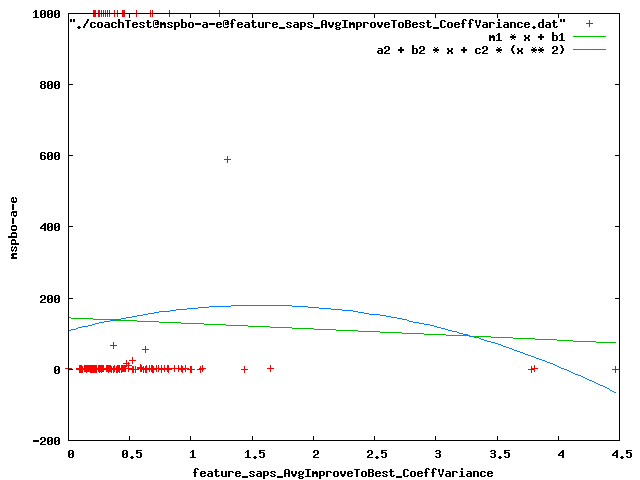 1000
"./coachTest@mspbo-a-e@feature_saps_AvgImproveToBest_CoeffVariance.dat"
m1 * x + b1
a2 + b2 * x + c2 * (x ** 2)
800
600
400
200
0
-200
mspbo-a-e
0 0.5 1 1.5 2 2.5 3 3.5 4 4.5
feature_saps_AvgImproveToBest_CoeffVariance